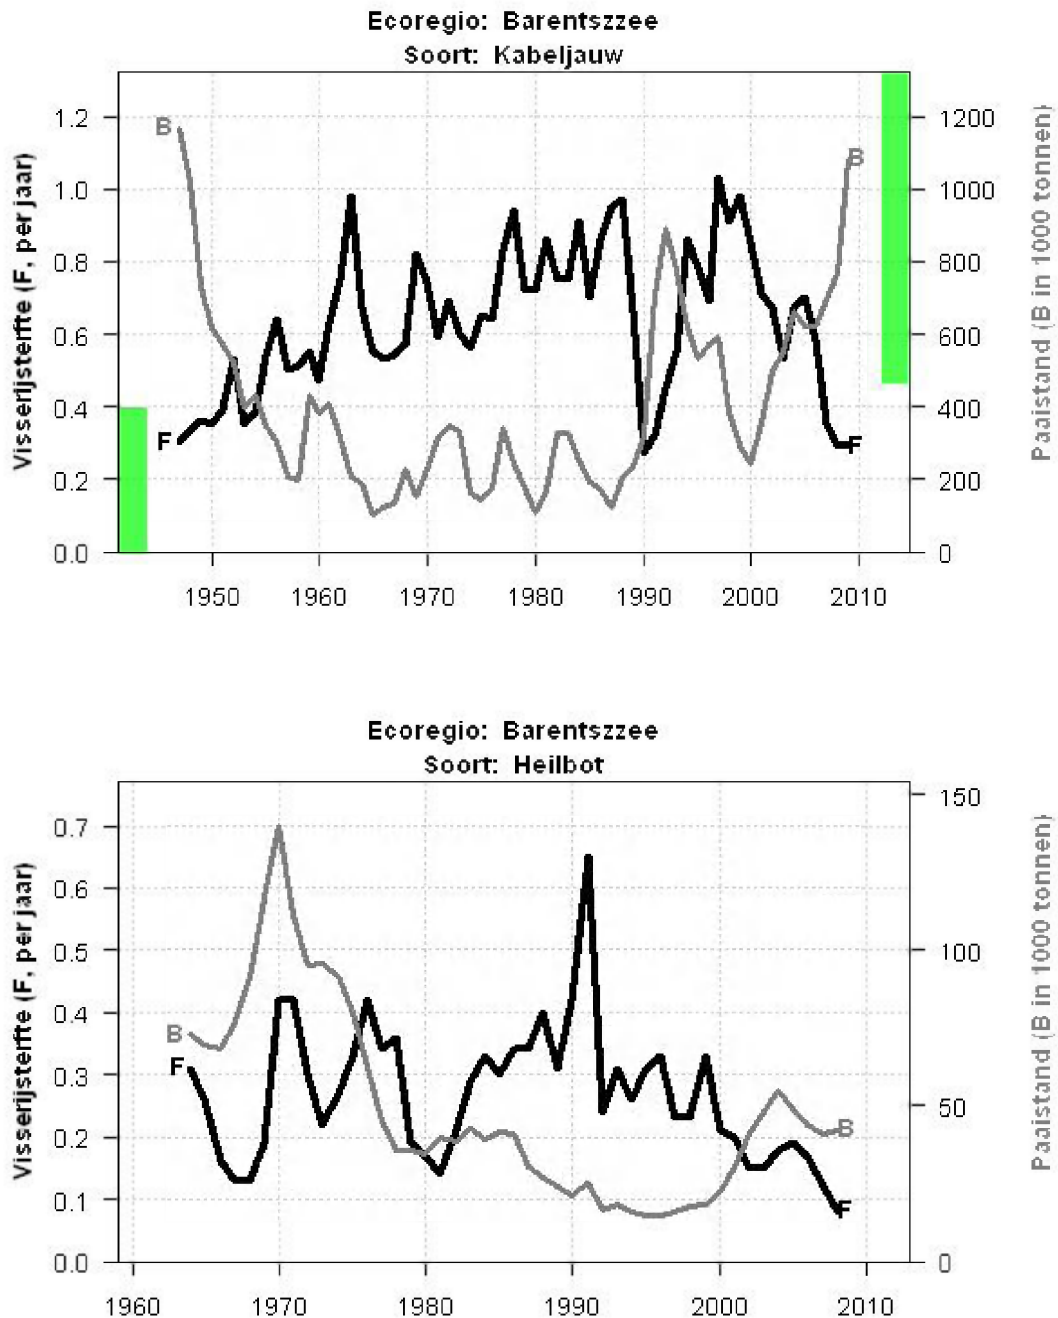 Ecoregio: Barentszzee
Soort: Kabeljauw
Visserijsterfte (F, per jaar)
1.2
1.0
0.8
0.6
0.4
0.2
0.0
B
F
B
F
1200
1000
800
600
400
200
0
Paaistand (B in 1000 tonnen)
1950 1960 1970 1980 1990 2000 2010
Ecoregio: Barentszzee
Soort: Heilbot
Visserijsterfte (F, per jaar)
0.7
0.6
0.5
0.4
0.3
0.2
0.1
0.0
B
F
B
F
150
100
50
0
Paaistand (B in 1000 tonnen)
1960 1970 1980 1990 2000 2010